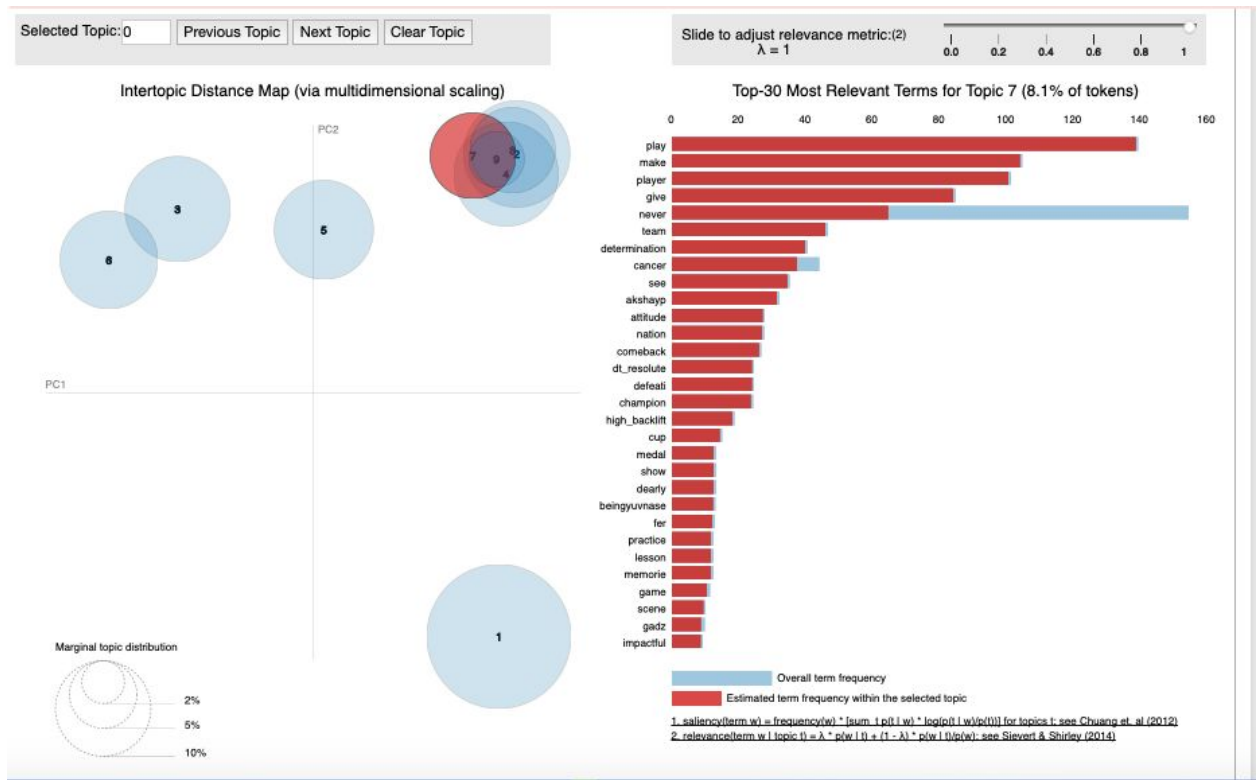 Selected Topic: 0 Previous Topic Next Topic Clear Topic
Slide to adjust relevance metric:(2)
λ = 1
0.0 0.2 0.4 0.6 0.8 1
Intertopic Distance Map (via multidimensional scaling)
PC2
PC1
3
6
5
7
9
2
4
1
Marginal topic distribution
2%
5%
10%
Top-30 Most Relevant Terms for Topic 7 (8.1% of tokens)
0 20 40 60 80 100 120 140 160
play
make
player
give
never
team
determination
cancer
see
akshayp
attitude
nation
comeback
dt_resolute
defeati
champion
high_backlift
cup
medal
show
dearly
beingyuvnase
fer
practice
lesson
memorie
game
scene
gadz
impactful
Overall term frequency
Estimated term frequency within the selected topic
1. saliency(term w) = frequency(w) * [sum_t p(t | w) * log(p(t | w)/p(t))] for topics t; see Chuang et. al (2012)
2. relevance(term w | topic t) = λ * p(w | t) + (1 - λ) * p(w | t)/p(w); see Sievert & Shirley (2014)